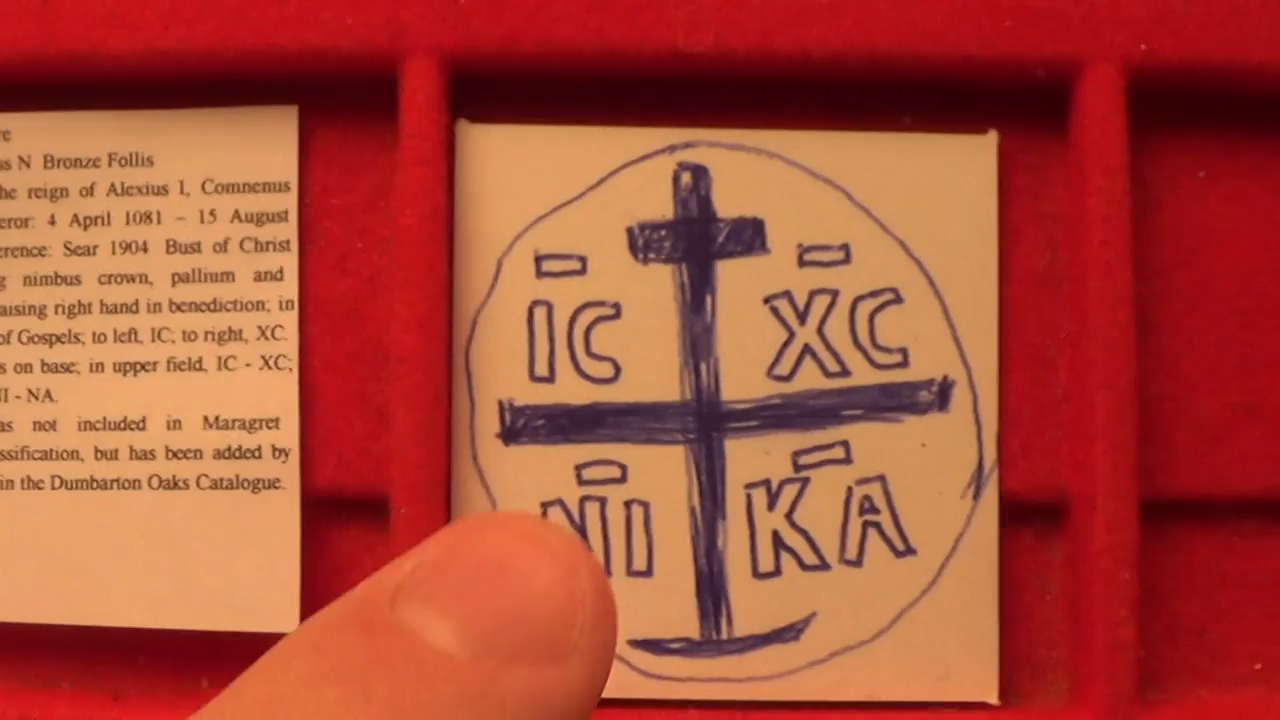 ss N Bronze Follis
he reign of Alexius I, Comnenus
eror: 4 April 1081 – 15 August
erence: Sear 1904 Bust of Christ
g nimbus crown, pallium and
aising right hand in benediction; in
of Gospels; to left, IC; to right, XC.
s on base; in upper field, IC - XC;
NI - NA.
as not included in Maragret
ssification, but has been added by
in the Dumbarton Oaks Catalogue.
IC XC
NI KA